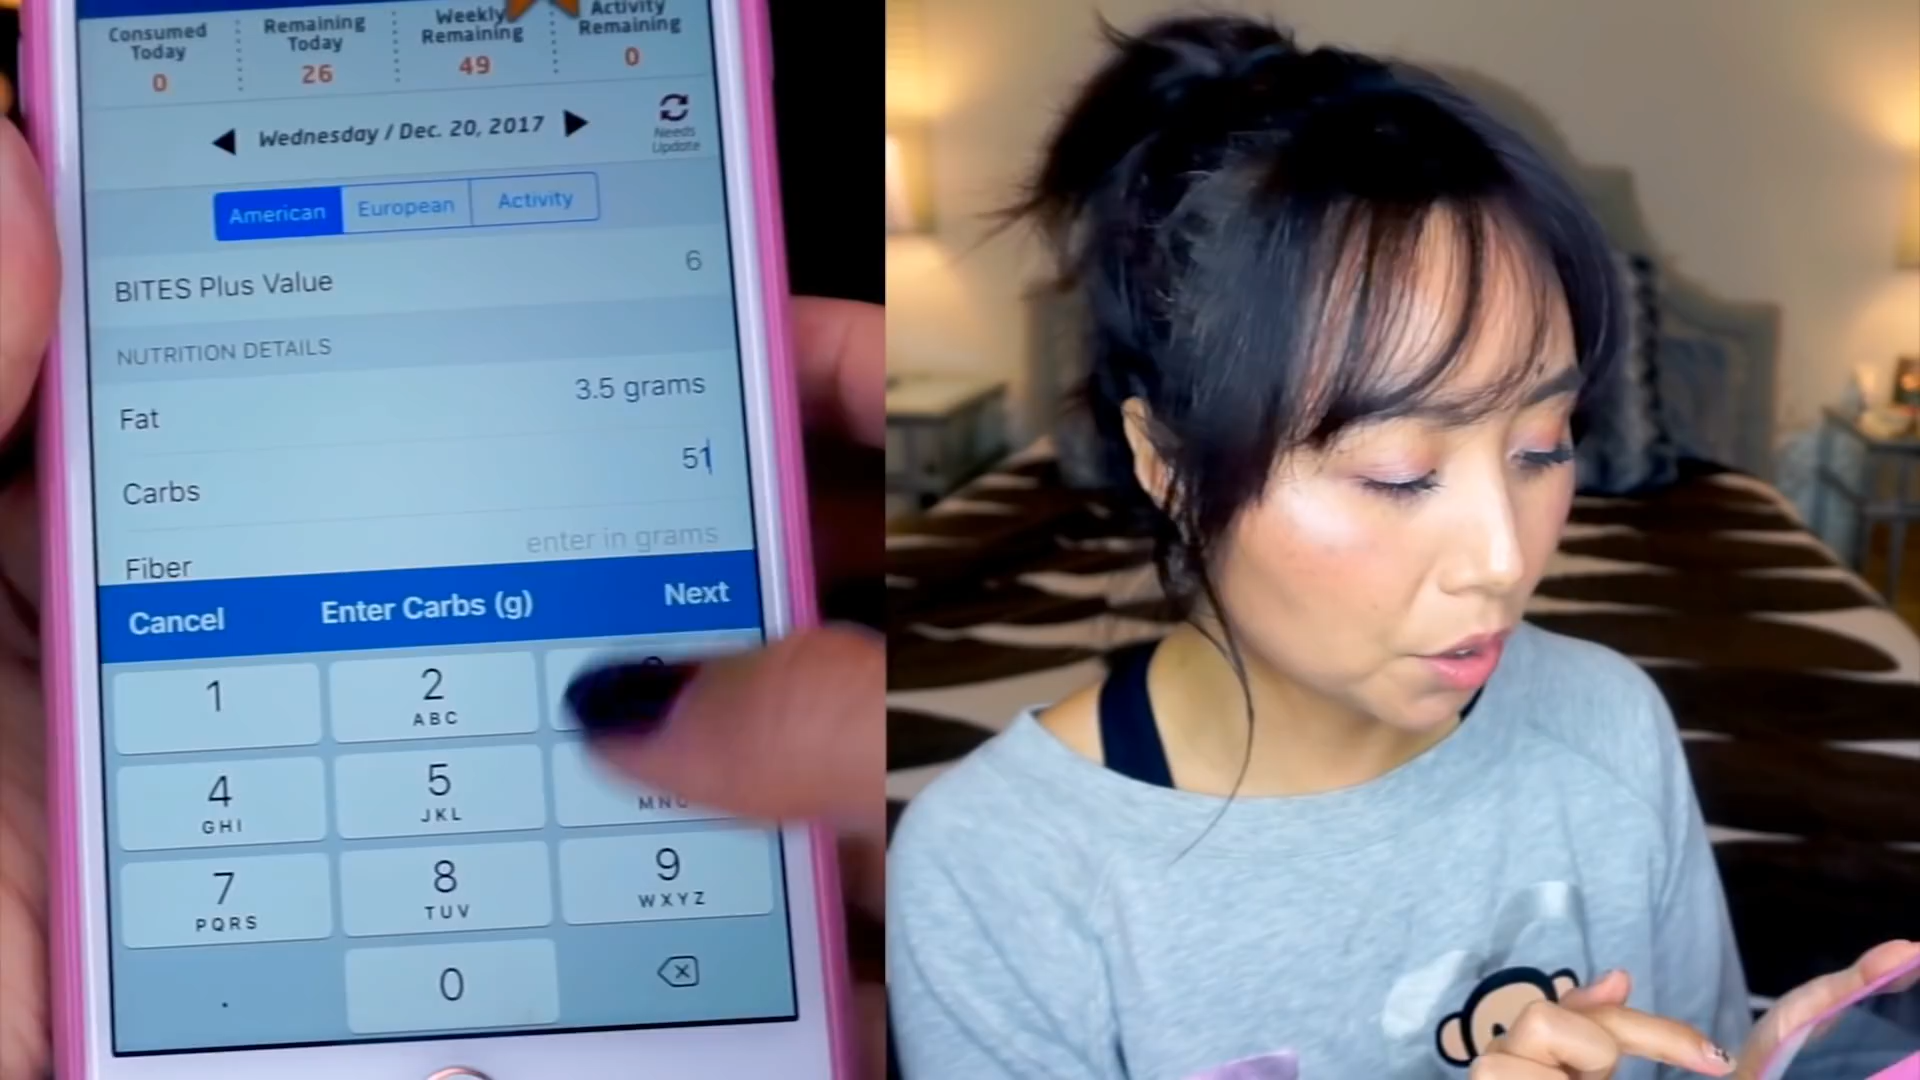 Consumed Today
0
Remaining Today
26
Weekly Remaining
49
Activity Remaining
0
Wednesday / Dec. 20, 2017
Needs Update
American European Activity
BITES Plus Value 6
NUTRITION DETAILS
Fat 3.5 grams
Carbs 51
Fiber enter in grams
Cancel Enter Carbs (g) Next
1
2
ABC
4
GHI
5
JKL
MNO
7
PQRS
8
TUV
9
WXYZ
.
0